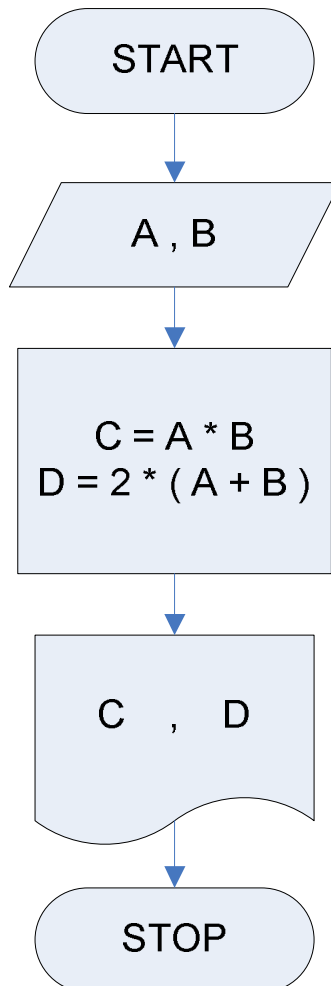 START
A , B
C = A * B
D = 2 * ( A + B )
C , D
STOP